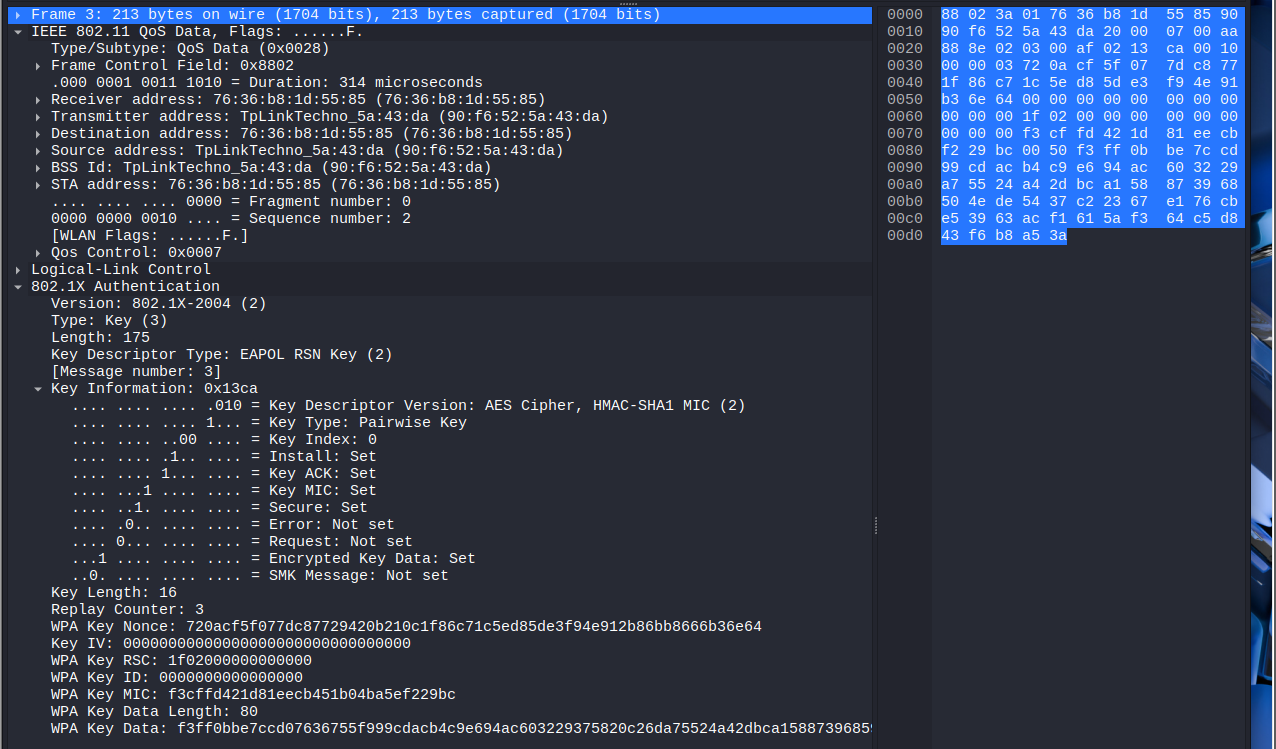 Frame 3: 213 bytes on wire (1704 bits), 213 bytes captured (1704 bits)
IEEE 802.11 QoS Data, Flags: ......F.
Type/Subtype: QoS Data (0x0028)
Frame Control Field: 0x8802
.000 0001 0011 1010 = Duration: 314 microseconds
Receiver address: 76:36:b8:1d:55:85 (76:36:b8:1d:55:85)
Transmitter address: TpLinkTechno_5a:43:da (90:f6:52:5a:43:da)
Destination address: 76:36:b8:1d:55:85 (76:36:b8:1d:55:85)
Source address: TpLinkTechno_5a:43:da (90:f6:52:5a:43:da)
BSS Id: TpLinkTechno_5a:43:da (90:f6:52:5a:43:da)
STA address: 76:36:b8:1d:55:85 (76:36:b8:1d:55:85)
.... .... .... 0000 = Fragment number: 0
0000 0000 0010 .... = Sequence number: 2
[WLAN Flags: ......F.]
Qos Control: 0x0007
Logical-Link Control
802.1X Authentication
Version: 802.1X-2004 (2)
Type: Key (3)
Length: 175
Key Descriptor Type: EAPOL RSN Key (2)
[Message number: 3]
Key Information: 0x13ca
.... .... .... .010 = Key Descriptor Version: AES Cipher, HMAC-SHA1 MIC (2)
.... .... .... 1... = Key Type: Pairwise Key
.... .... ..00 .... = Key Index: 0
.... .... .1.. .... = Install: Set
.... .... 1... .... = Key ACK: Set
.... ...1 .... .... = Key MIC: Set
.... ..1. .... .... = Secure: Set
.... .0.. .... .... = Error: Not set
.... 0... .... .... = Request: Not set
...1 .... .... .... = Encrypted Key Data: Set
..0. .... .... .... = SMK Message: Not set
Key Length: 16
Replay Counter: 3
WPA Key Nonce: 720acf5f077dc87729420b210c1f86c71c5ed85de3f94e912b86bb8666b36e64
Key IV: 00000000000000000000000000000000
WPA Key RSC: 1f02000000000000
WPA Key ID: 0000000000000000
WPA Key MIC: f3cffd421d81eecb451b04ba5ef229bc
WPA Key Data Length: 80
WPA Key Data: f3ff0bbe7ccd07636755f999cdacb4c9e694ac603229375820c26da75524a42dbca1588739685
0000 88 02 3a 01 76 36 b8 1d 55 85 90
0010 90 f6 52 5a 43 da 20 00 07 00 aa
0020 88 8e 02 03 00 af 02 13 ca 00 10
0030 00 00 03 72 0a cf 5f 07 7d c8 77
0040 1f 86 c7 1c 5e d8 5d e3 f9 4e 91
0050 b3 6e 64 00 00 00 00 00 00 00 00
0060 00 00 00 1f 02 00 00 00 00 00 00
0070 00 00 00 f3 cf fd 42 1d 81 ee cb
0080 f2 29 bc 00 50 f3 ff 0b be 7c cd
0090 99 cd ac b4 c9 e6 94 ac 60 32 29
00a0 a7 55 24 a4 2d bc a1 58 87 39 68
00b0 50 4e de 54 37 c2 23 67 e1 76 cb
00c0 e5 39 63 ac f1 61 5a f3 64 c5 d8
00d0 43 f6 b8 a5 3a